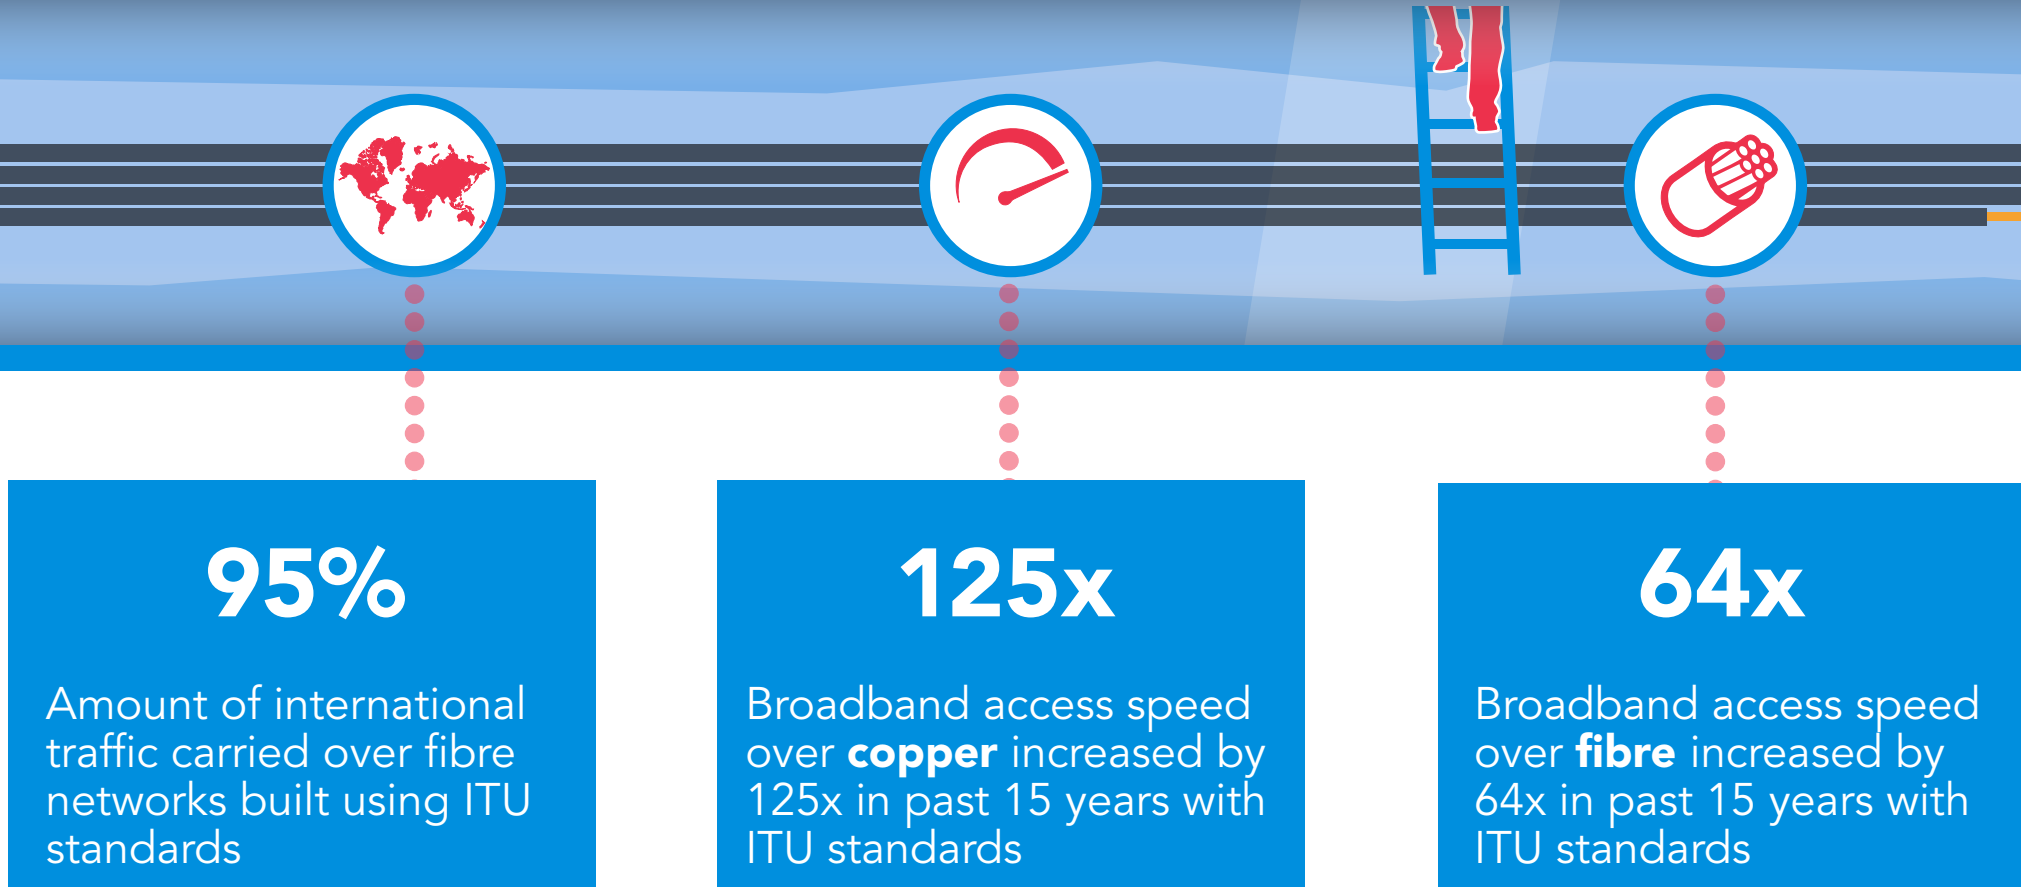 95%
Amount of international
traffic carried over fibre
networks built using ITU
standards
125x
Broadband access speed
over copper increased by
125x in past 15 years with
ITU standards
64x
Broadband access speed
over fibre increased by
64x in past 15 years with
ITU standards